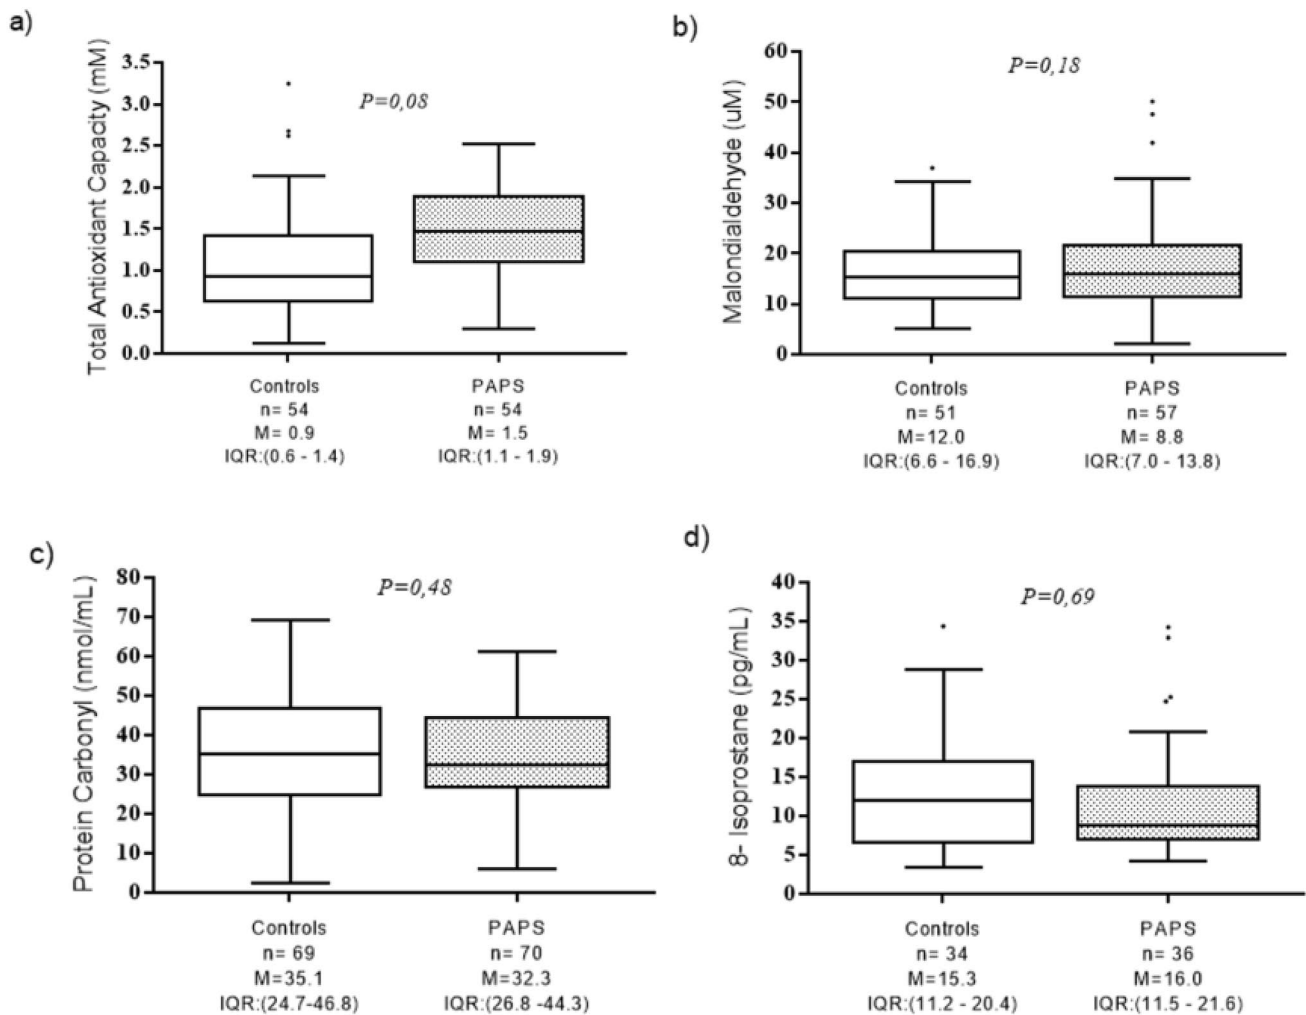 a)
Total Antioxidant Capacity (mM)
3.5
3.0
2.5
2.0
1.5
1.0
0.5
0.0
P=0,08
Controls
n= 54
M= 0.9
IQR:(0.6 - 1.4)
PAPS
n= 54
M= 1.5
IQR:(1.1 - 1.9)
b)
Malondialdehyde (uM)
60
50
40
30
20
10
0
P=0,18
Controls
n= 51
M=12.0
IQR:(6.6 - 16.9)
PAPS
n= 57
M= 8.8
IQR:(7.0 - 13.8)
c)
Protein Carbonyl (nmol/mL)
80
70
60
50
40
30
20
10
0
P=0,48
Controls
n= 69
M=35.1
IQR:(24.7-46.8)
PAPS
n= 70
M=32.3
IQR:(26.8 -44.3)
d)
8- Isoprostane (pg/mL)
40
35
30
25
20
15
10
5
0
P=0,69
Controls
n= 34
M=15.3
IQR:(11.2 - 20.4)
PAPS
n= 36
M=16.0
IQR:(11.5 - 21.6)